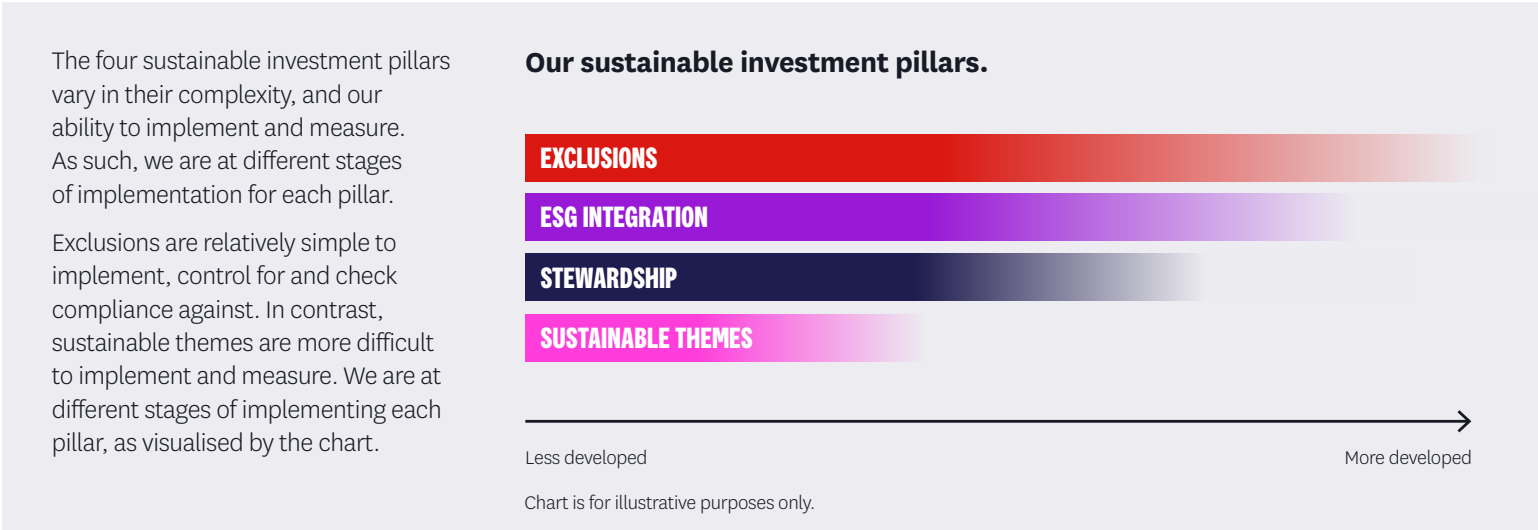 The four sustainable investment pillars
vary in their complexity, and our
ability to implement and measure.
As such, we are at different stages
of implementation for each pillar.
Exclusions are relatively simple to
implement, control for and check
compliance against. In contrast,
sustainable themes are more difficult
to implement and measure. We are at
different stages of implementing each
pillar, as visualised by the chart.
Our sustainable investment pillars.
EXCLUSIONS
ESG INTEGRATION
STEWARDSHIP
SUSTAINABLE THEMES
Less developed
More developed
Chart is for illustrative purposes only.